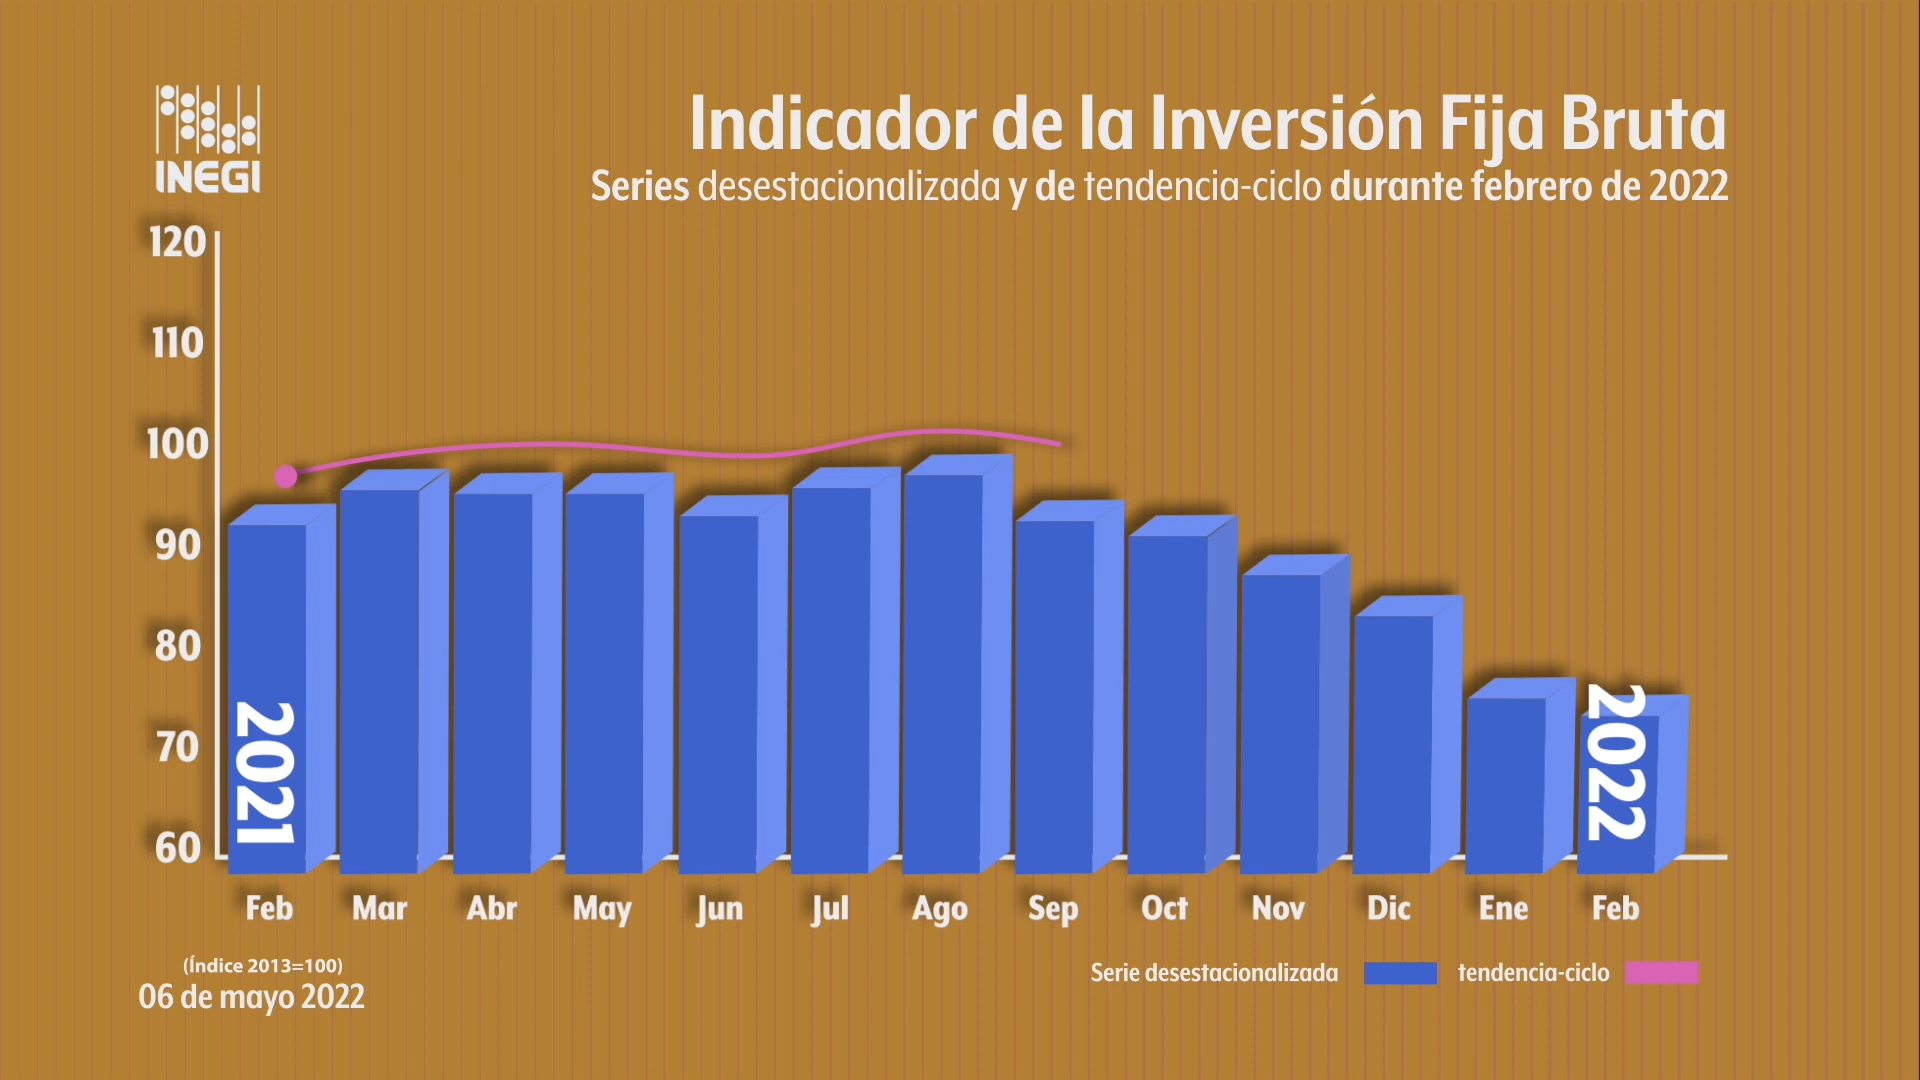 INEGI
Indicador de la Inversión Fija Bruta
Series desestacionalizada y de tendencia-ciclo durante febrero de 2022
120
110
100
90
80
70
60
2021
2022
Feb Mar Abr May Jun Jul Ago Sep Oct Nov Dic Ene Feb
(Índice 2013=100)
06 de mayo 2022
Serie desestacionalizada tendencia-ciclo